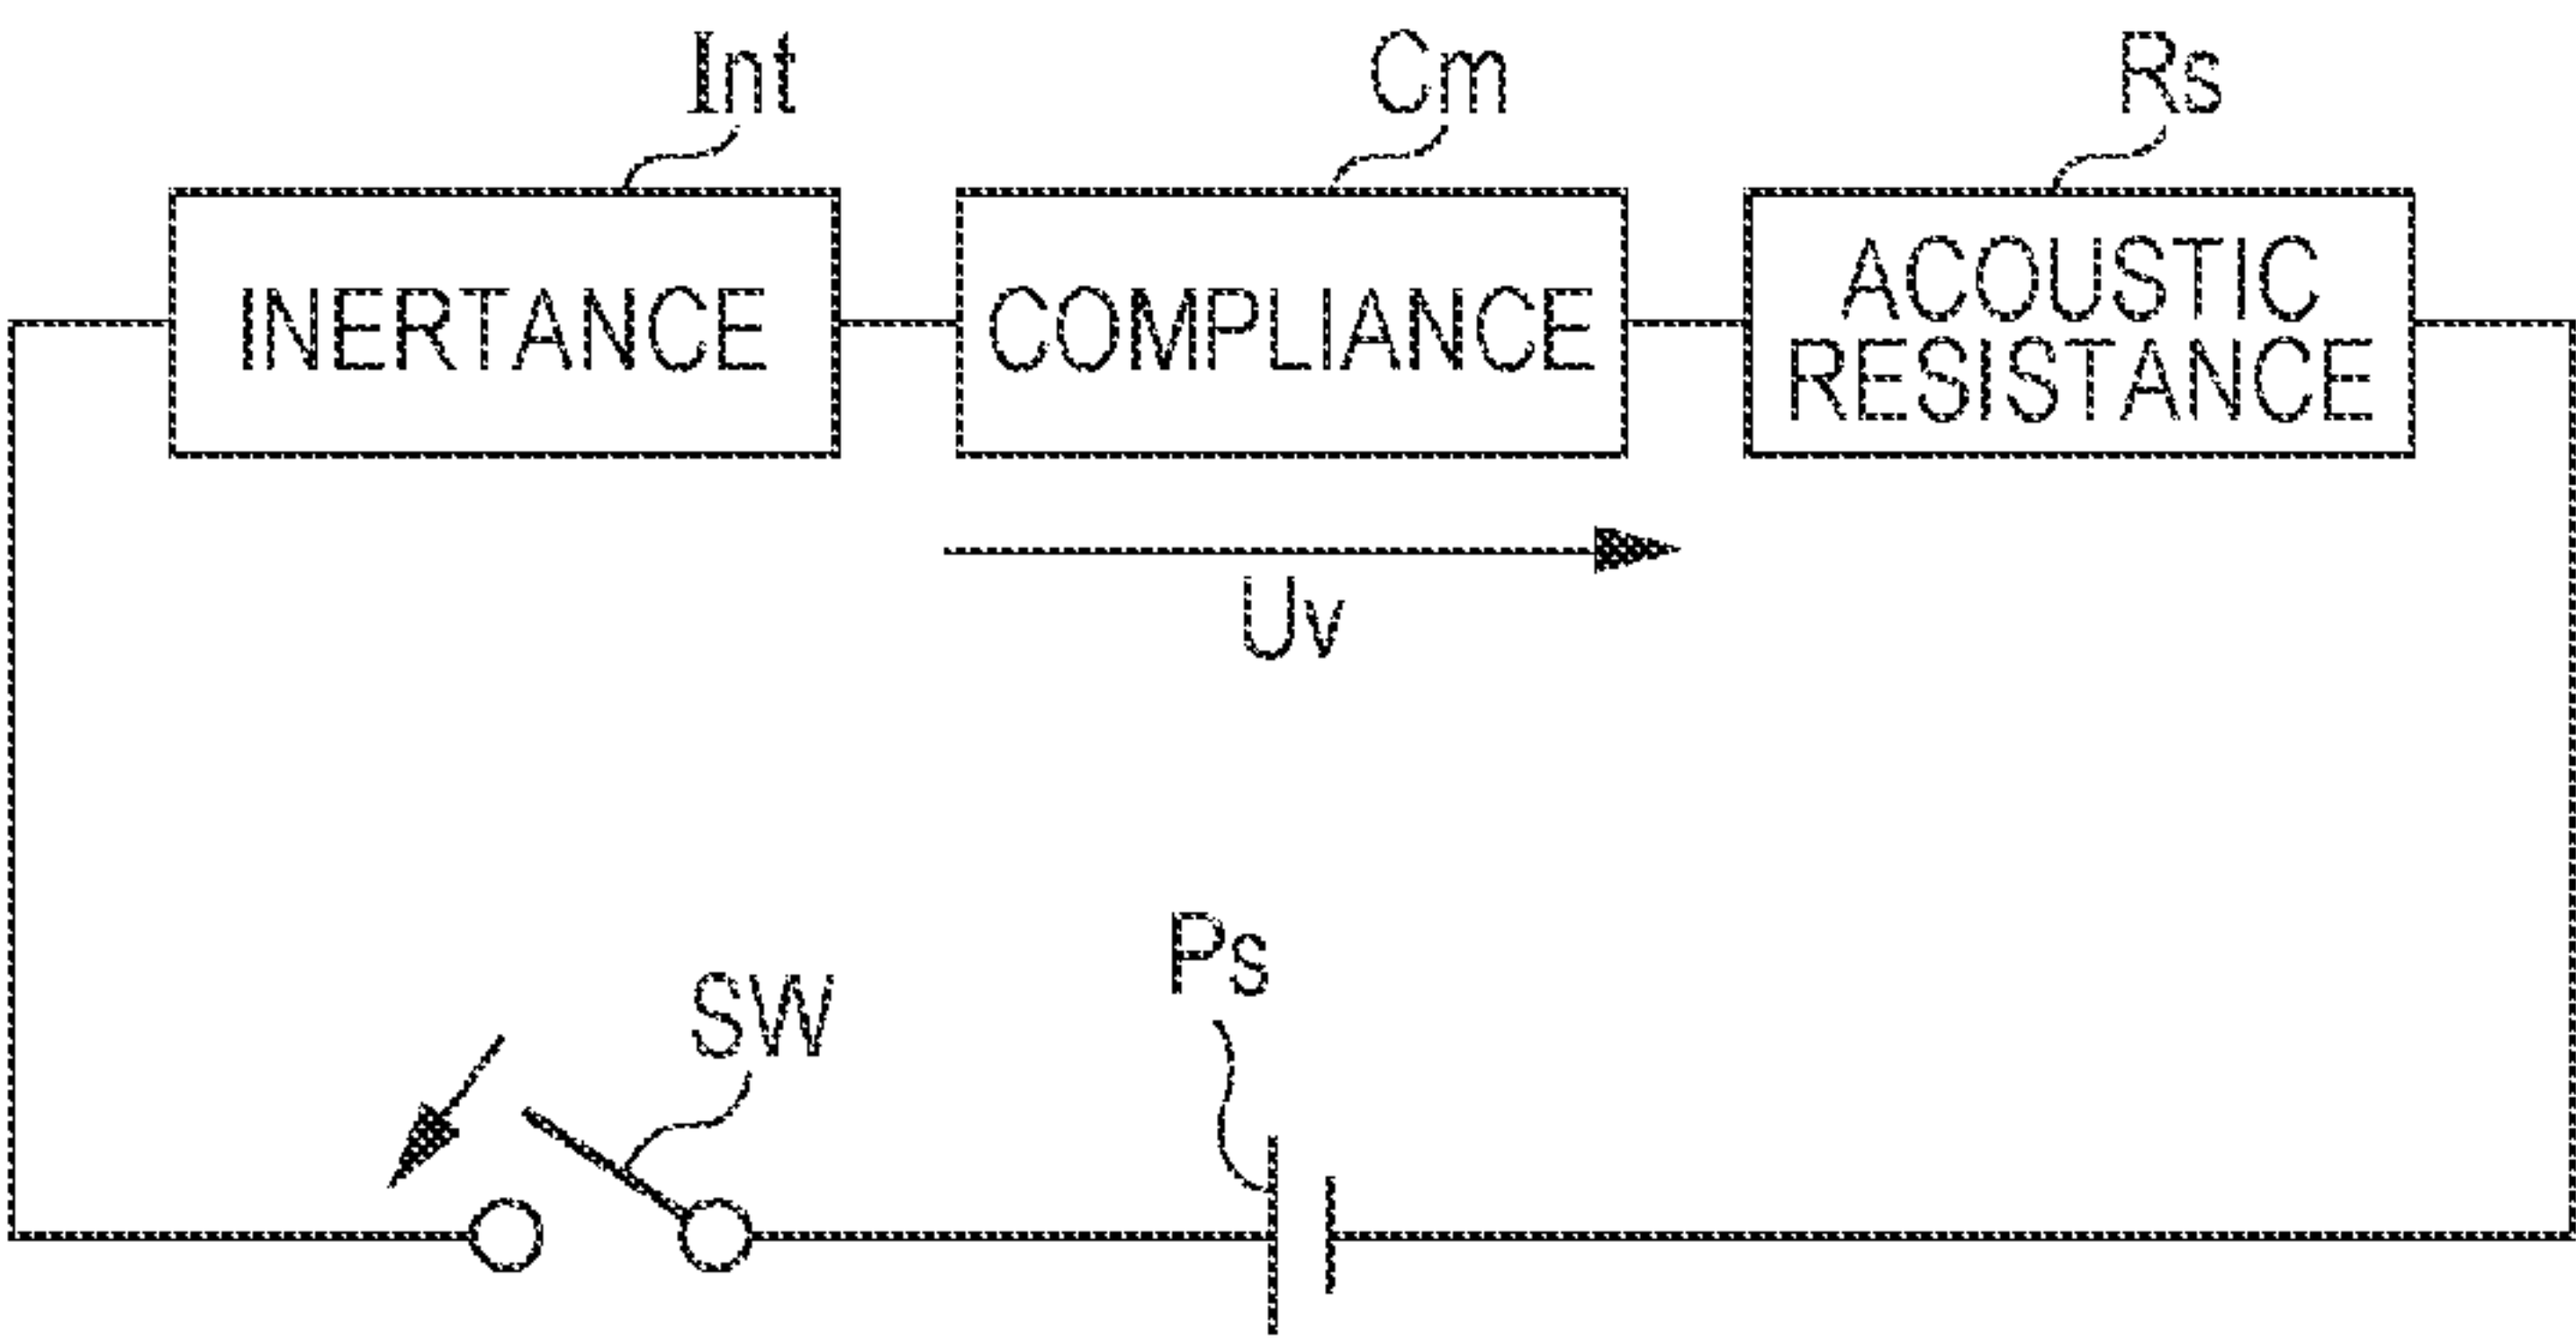 Int
Cm
Rs
INERTANCE
COMPLIANCE
ACOUSTIC
RESISTANCE
Uv
Ps
SW